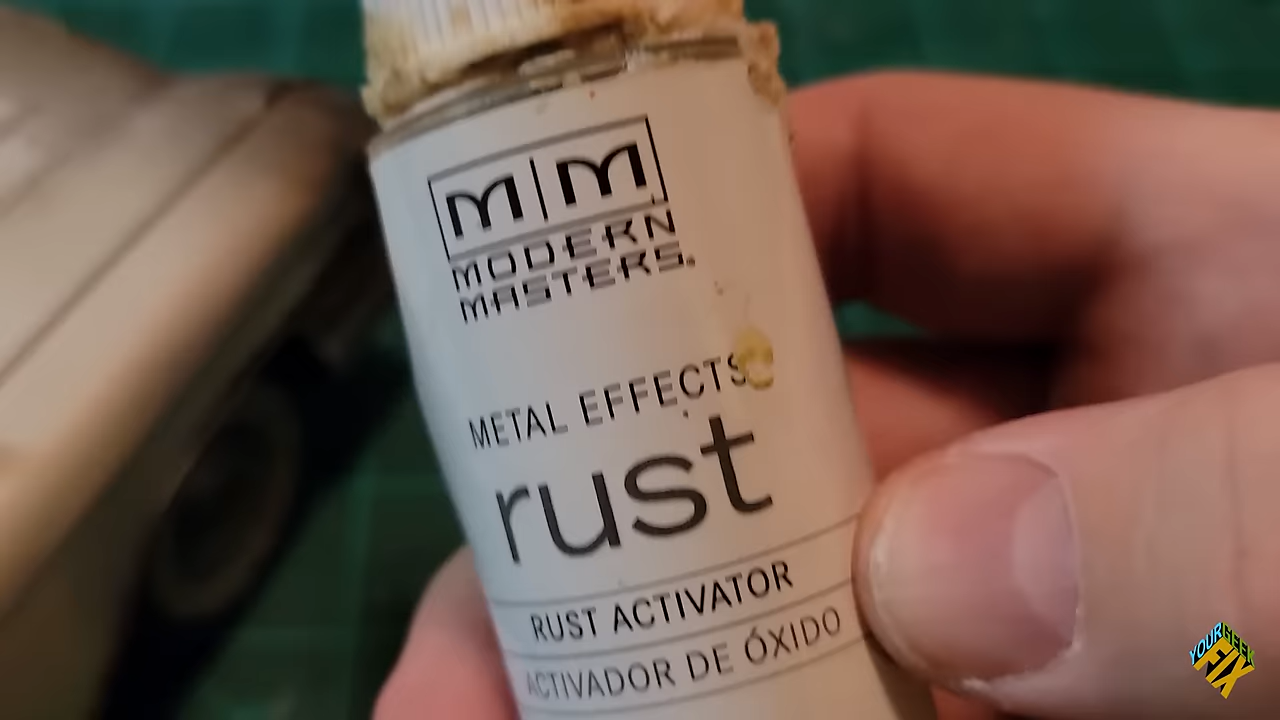 M|M
MODERN
MASTERS®
METAL EFFECTS
rust
RUST ACTIVATOR
ACTIVADOR DE ÓXIDO
YOUR GEEK
FIX